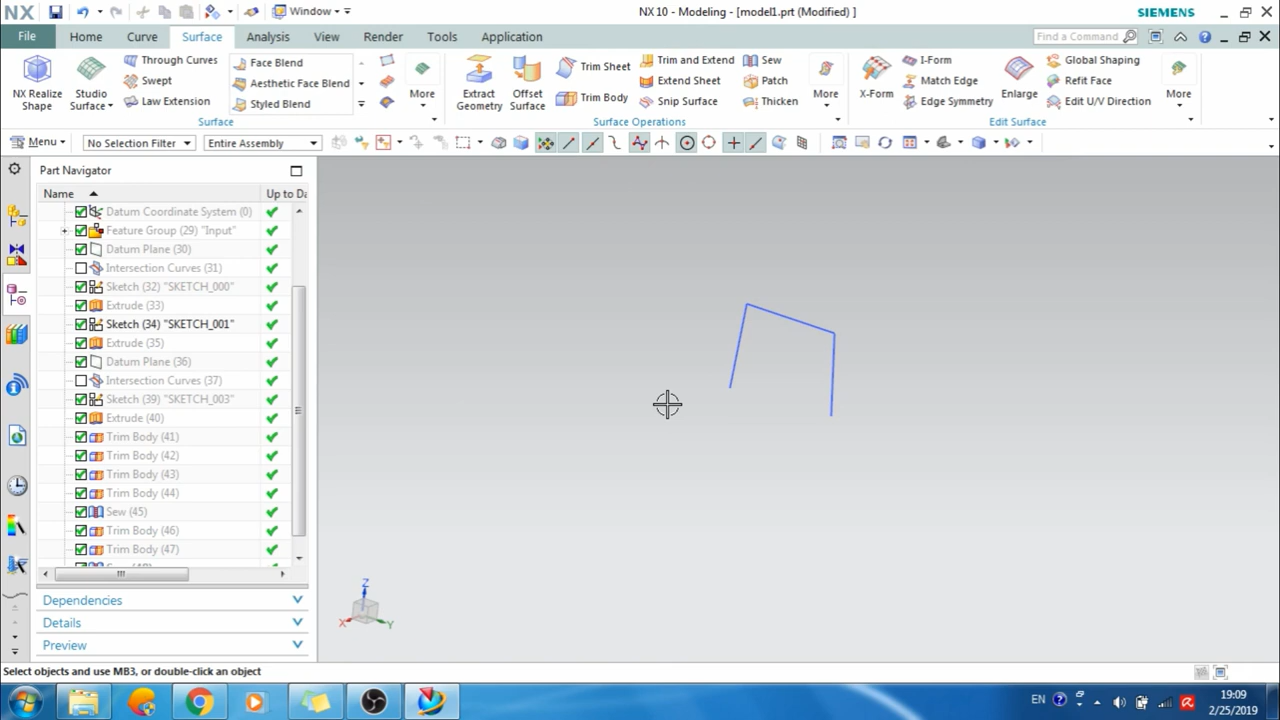 NX
Window
NX 10 - Modeling - [model1.prt (Modified) ]
SIEMENS
File
Home
Curve
Surface
Analysis
View
Render
Tools
Application
Find a Command
NX Realize
Shape
Studio
Surface
Through Curves
Swept
Law Extension
Face Blend
Aesthetic Face Blend
Styled Blend
More
Surface
Extract
Geometry
Offset
Surface
Trim Sheet
Trim Body
Trim and Extend
Extend Sheet
Snip Surface
Sew
Patch
Thicken
More
Surface Operations
X-Form
I-Form
Match Edge
Edge Symmetry
Enlarge
Global Shaping
Refit Face
Edit U/V Direction
More
Edit Surface
Menu
No Selection Filter
Entire Assembly
Part Navigator
Name
Up to Da
Datum Coordinate System (0)
Feature Group (29) "Input"
Datum Plane (30)
Intersection Curves (31)
Sketch (32) "SKETCH_000"
Extrude (33)
Sketch (34) "SKETCH_001"
Extrude (35)
Datum Plane (36)
Intersection Curves (37)
Sketch (39) "SKETCH_003"
Extrude (40)
Trim Body (41)
Trim Body (42)
Trim Body (43)
Trim Body (44)
Sew (45)
Trim Body (46)
Trim Body (47)
Dependencies
Details
Preview
Z
X
Y
Select objects and use MB3, or double-click an object
EN
19:09
2/25/2019